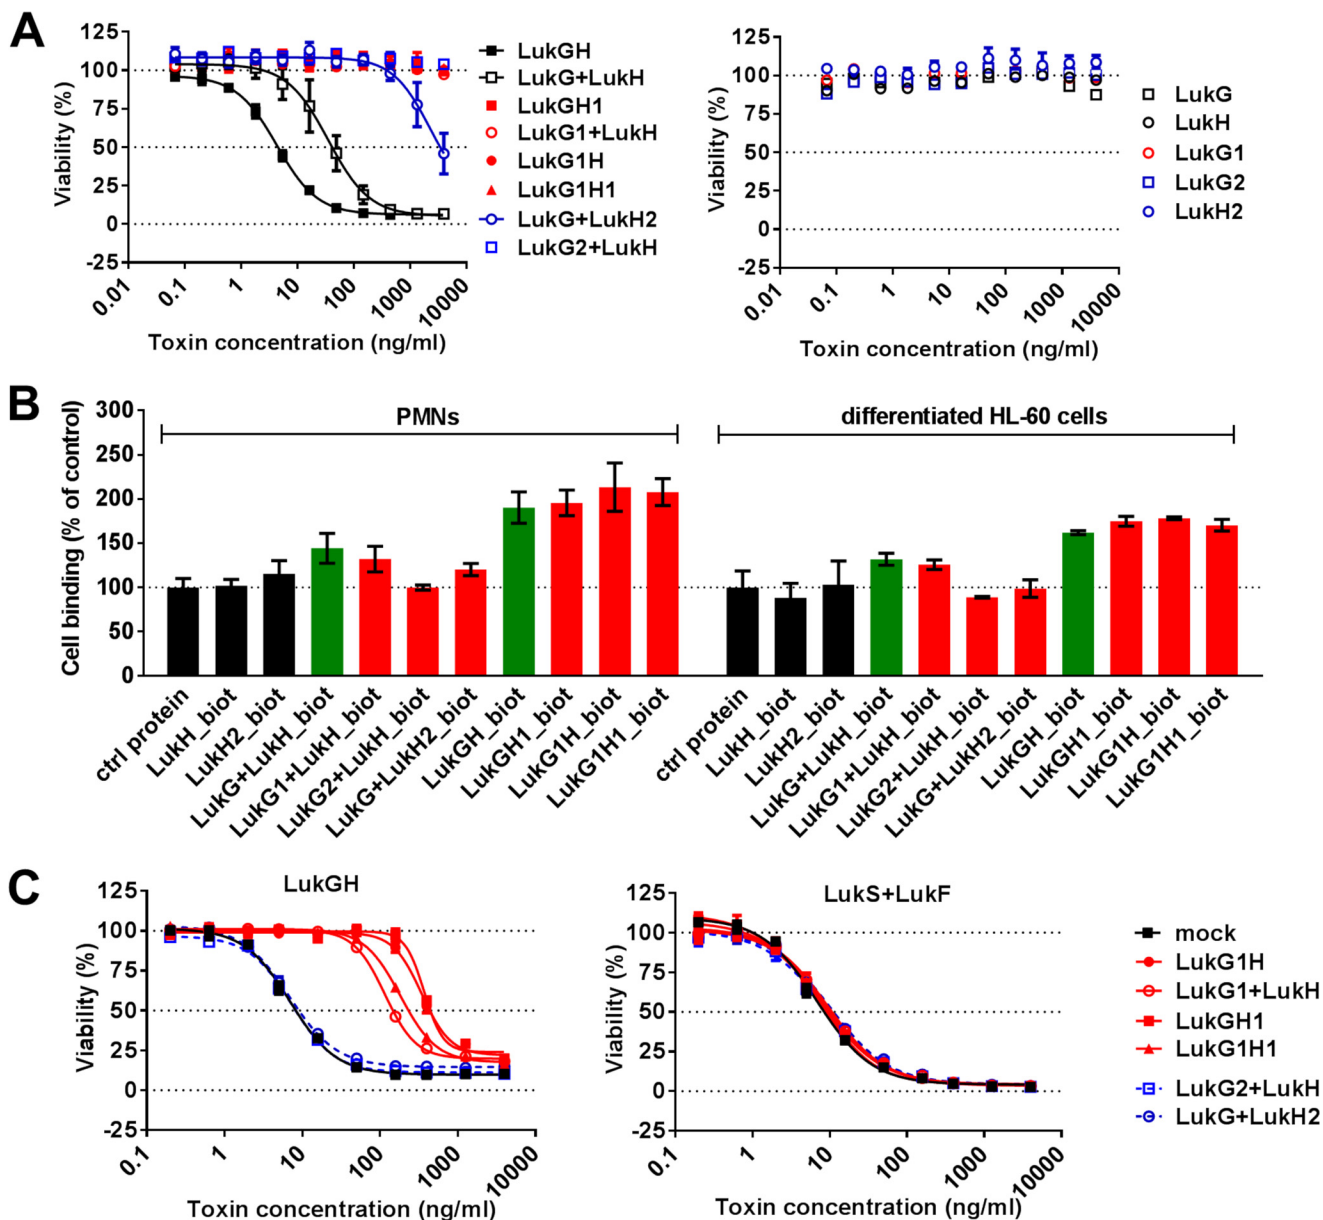 A
125
100
75
50
25
0
-25
Viability (%)
0.01
0.1
1
10
100
1000
10000
Toxin concentration (ng/ml)
LukGH
LukG+LukH
LukGH1
LukG1+LukH
LukG1H
LukG1H1
LukG+LukH2
LukG2+LukH
125
100
75
50
25
0
-25
Viability (%)
0.01
0.1
1
10
100
1000
10000
Toxin concentration (ng/ml)
LukG
LukH
LukG1
LukG2
LukH2
B
300
250
200
150
100
50
0
Cell binding (% of control)
PMNs
differentiated HL-60 cells
ctrl protein
LukH_biot
LukH2_biot
LukG+LukH_biot
LukG1+LukH_biot
LukG2+LukH_biot
LukG+LukH2_biot
LukGH_biot
LukGH1_biot
LukG1H_biot
LukG1H1_biot
ctrl protein
LukH_biot
LukH2_biot
LukG+LukH_biot
LukG1+LukH_biot
LukG2+LukH_biot
LukG+LukH2_biot
LukGH_biot
LukGH1_biot
LukG1H_biot
LukG1H1_biot
C
LukGH
125
100
75
50
25
0
-25
Viability (%)
0.1
1
10
100
1000
10000
Toxin concentration (ng/ml)
LukS+LukF
125
100
75
50
25
0
-25
Viability (%)
0.1
1
10
100
1000
10000
Toxin concentration (ng/ml)
mock
LukG1H
LukG1+LukH
LukGH1
LukG1H1
LukG2+LukH
LukG+LukH2